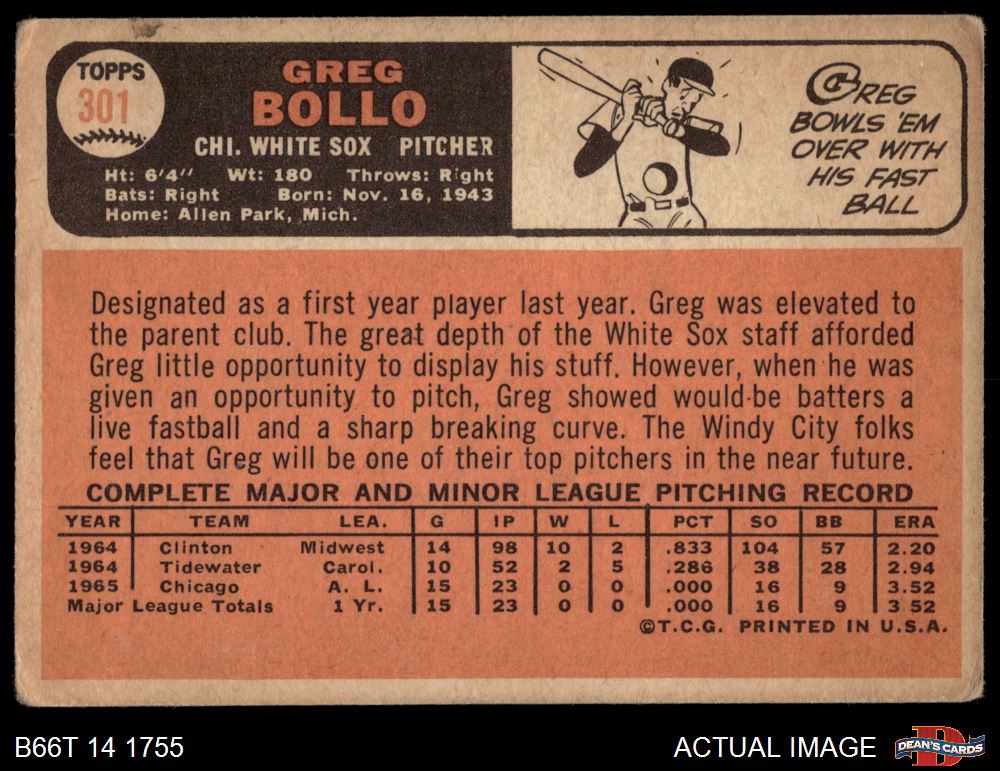 TOPPS
301
GREG
BOLLO
CHI. WHITE SOX PITCHER
Ht: 6'4" Wt: 180 Throws: Right
Bats: Right Born: Nov. 16, 1943
Home: Allen Park, Mich.
GREG
BOWLS 'EM
OVER WITH
HIS FAST
BALL
Designated as a first year player last year. Greg was elevated to
the parent club. The great depth of the White Sox staff afforded
Greg little opportunity to display his stuff. However, when he was
given an opportunity to pitch, Greg showed would-be batters a
live fastball and a sharp breaking curve. The Windy City folks
feel that Greg will be one of their top pitchers in the near future.
COMPLETE MAJOR AND MINOR LEAGUE PITCHING RECORD
YEAR TEAM LEA. G IP W L PCT SO BB ERA
1964 Clinton Midwest 14 98 10 2 .833 104 57 2.20
1964 Tidewater Carol. 10 52 2 5 .286 38 28 2.94
1965 Chicago A. L. 15 23 0 0 .000 16 9 3.52
Major League Totals 1 Yr. 15 23 0 0 .000 16 9 3 52
©T.C.G. PRINTED IN U.S.A.
B66T 14 1755
ACTUAL IMAGE
D
DEAN'S CARDS